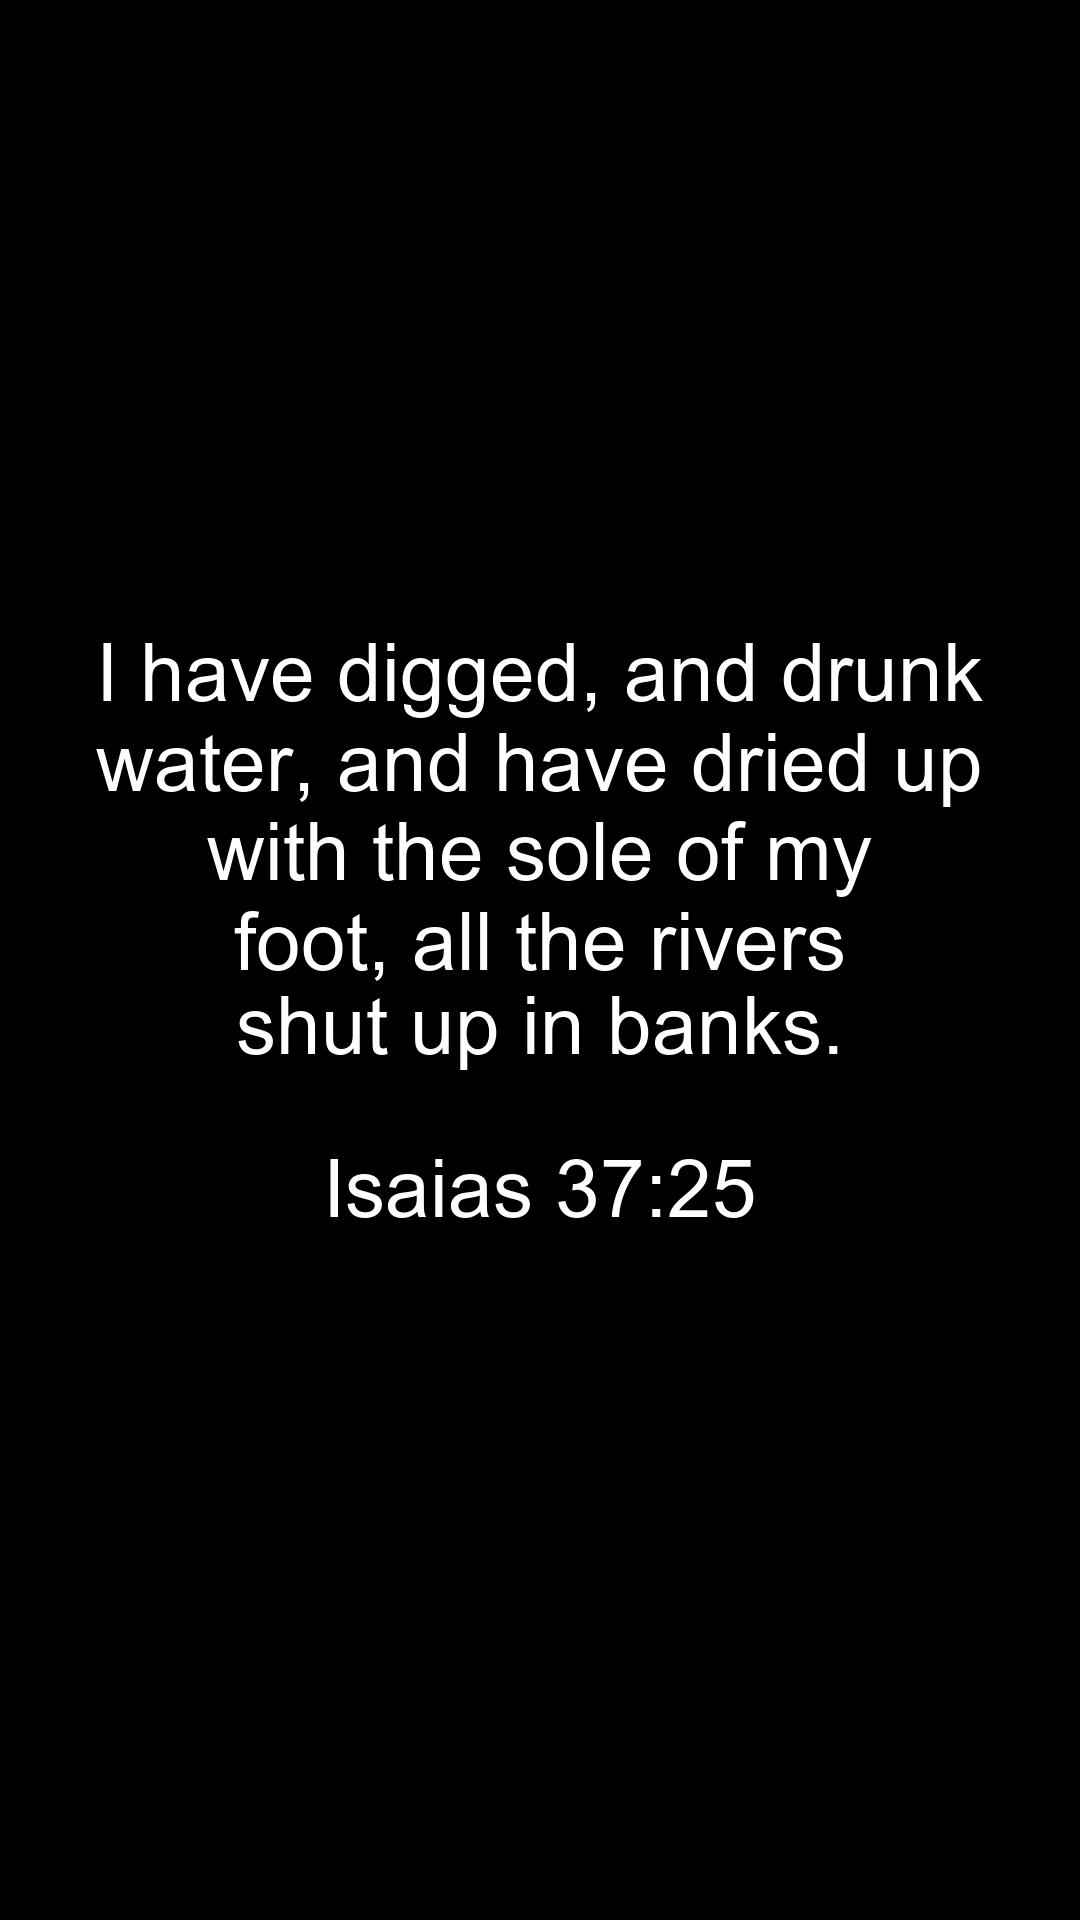 I have digged, and drunk
water, and have dried up
with the sole of my
foot, all the rivers
shut up in banks.
Isaias 37:25